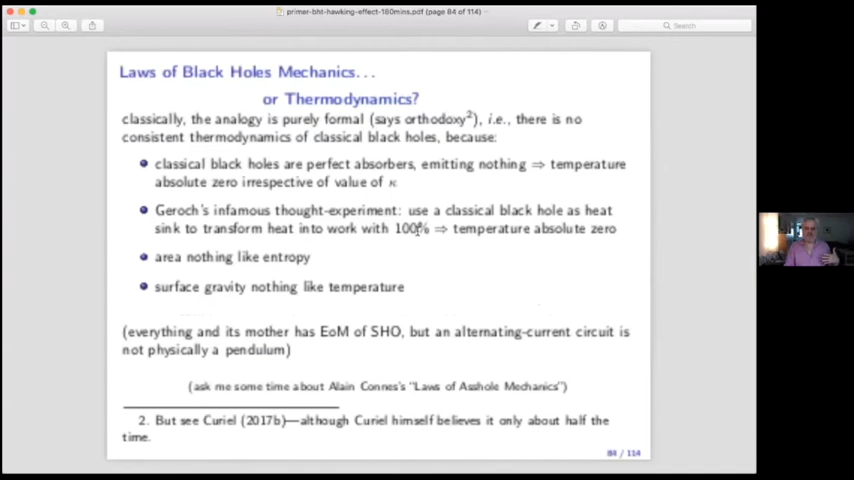 primer-bht-hawking-effect-180mins.pdf (page 84 of 114)
Search
Laws of Black Holes Mechanics...
or Thermodynamics?
classically, the analogy is purely formal (says orthodoxy2), i.e., there is no
consistent thermodynamics of classical black holes, because:
classical black holes are perfect absorbers, emitting nothing ⇒ temperature
absolute zero irrespective of value of κ
Geroch's infamous thought-experiment: use a classical black hole as heat
sink to transform heat into work with 100% ⇒ temperature absolute zero
area nothing like entropy
surface gravity nothing like temperature
(everything and its mother has EoM of SHO, but an alternating-current circuit is
not physically a pendulum)
(ask me some time about Alain Connes's "Laws of Asshole Mechanics")
2. But see Curiel (2017b)—although Curiel himself believes it only about half the
time.
84 / 114